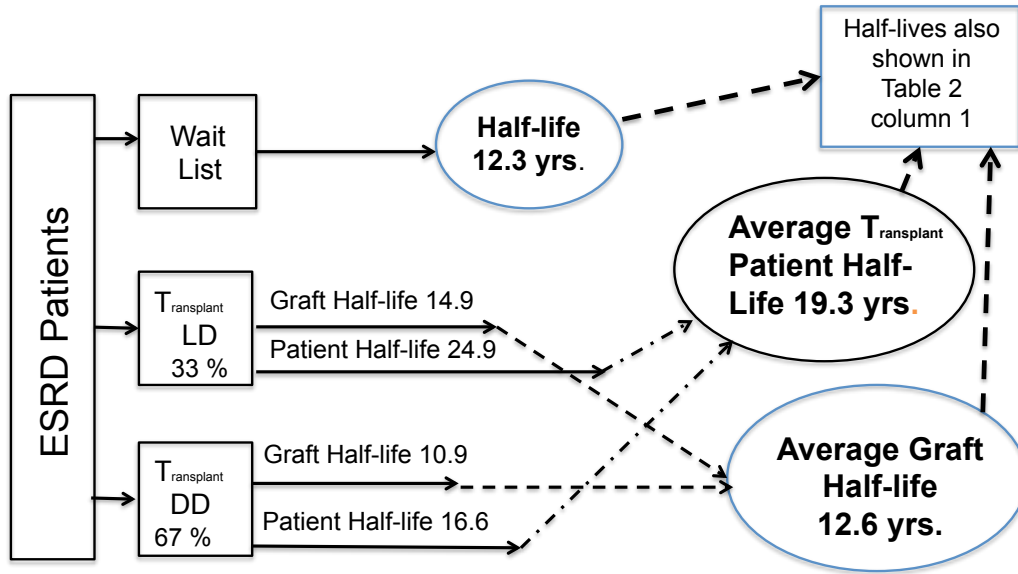 ESRD Patients
Wait
List
Half-life
12.3 yrs.
Half-lives also
shown in
Table 2
column 1
Transplant
LD
33 %
Graft Half-life 14.9
Patient Half-life 24.9
Average Transplant
Patient Half-
Life 19.3 yrs.
Transplant
DD
67 %
Graft Half-life 10.9
Patient Half-life 16.6
Average Graft
Half-life
12.6 yrs.